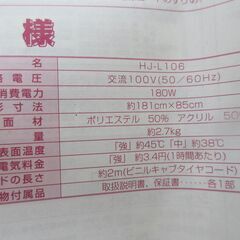 様
名 HJ-L106
格電圧 交流100V(50/60Hz)
消費電力 180W
形寸法 約181cm×85cm
面材 ポリエステル 50% アクリル 50
約2.7kg
表面温度 「強」約45℃「中」約38℃
電気料金 「強」約3.4円(1時間あたり
ドの長さ 約2m(ビニルキャブタイヤコード)
物付属品 取扱説明書、保証書……各1部